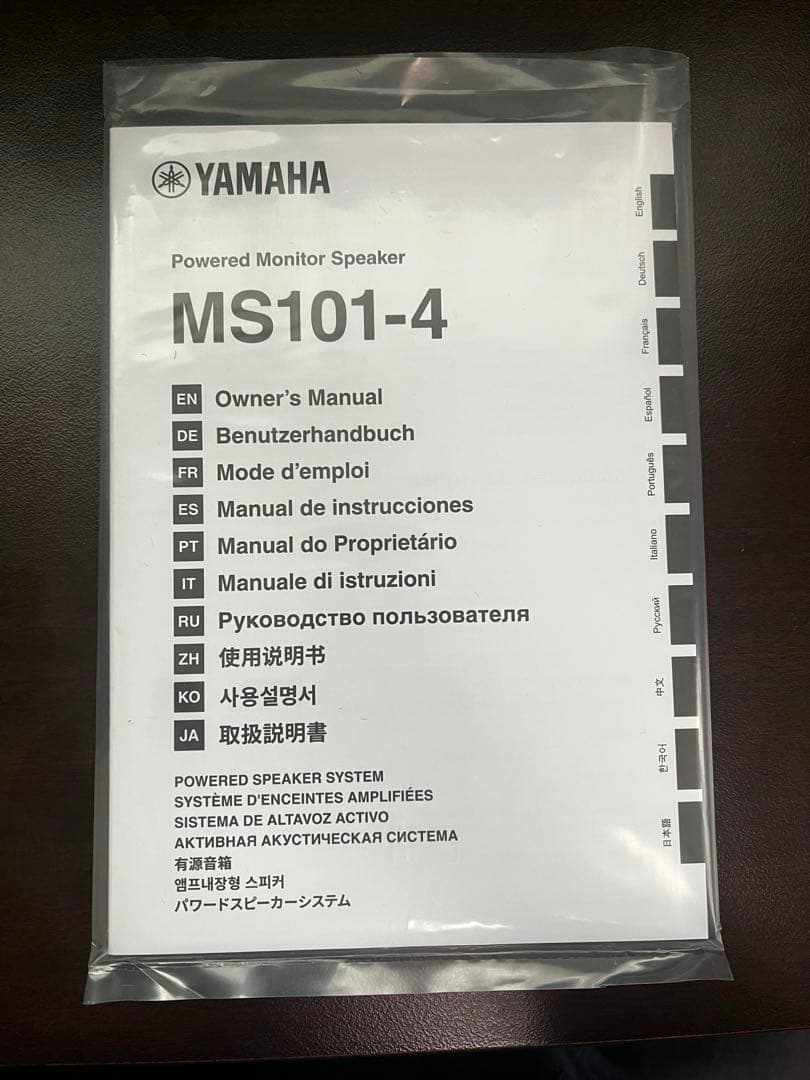 YAMAHA
Powered Monitor Speaker
MS101-4
EN Owner's Manual
DE Benutzerhandbuch
FR Mode d'emploi
ES Manual de instrucciones
PT Manual do Proprietário
IT Manuale di istruzioni
RU Руководство пользователя
ZH 使用说明书
KO 사용설명서
JA 取扱説明書
POWERED SPEAKER SYSTEM
SYSTÈME D'ENCEINTES AMPLIFIÉES
SISTEMA DE ALTAVOZ ACTIVO
АКТИВНАЯ АКУСТИЧЕСКАЯ СИСТЕМА
有源音箱
앰프내장형 스피커
パワードスピーカーシステム
English
Deutsch
Français
Español
Português
Italiano
Русский
中文
한국어
日本語